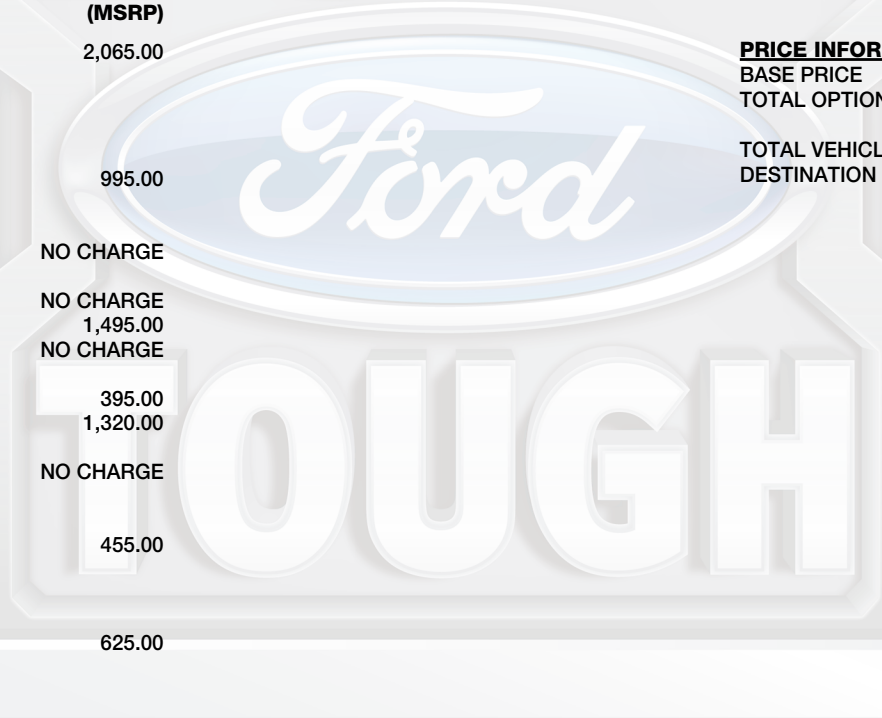 (MSRP)
2,065.00
995.00
NO CHARGE
NO CHARGE
1,495.00
NO CHARGE
395.00
1,320.00
NO CHARGE
455.00
625.00
PRICE INFOR
BASE PRICE
TOTAL OPTION
TOTAL VEHICL
DESTINATION
Ford
TOUGH